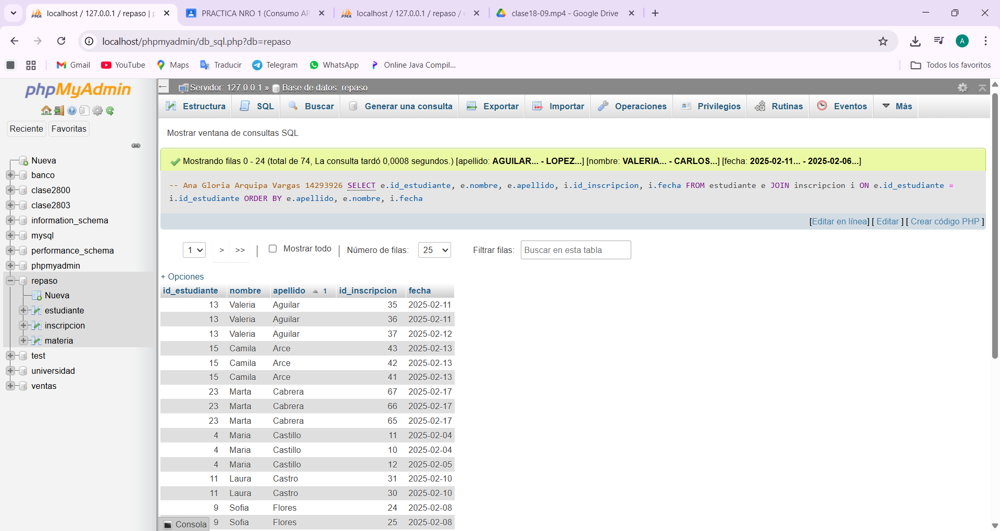 localhost / 127.0.0.1 / repaso | p
PRACTICA NRO 1 (Consumo AP
localhost / 127.0.0.1 / repaso / e
clase18-09.mp4 - Google Drive
localhost/phpmyadmin/db_sql.php?db=repaso
A
Gmail
YouTube
Maps
Traducir
Telegram
WhatsApp
Online Java Compil...
Todos los favoritos
phpMyAdmin
Reciente
Favoritas
Nueva
banco
clase2800
clase2803
information_schema
mysql
performance_schema
phpmyadmin
repaso
Nueva
estudiante
inscripcion
materia
test
universidad
ventas
Servidor: 127.0.0.1 » Base de datos: repaso
Estructura
SQL
Buscar
Generar una consulta
Exportar
Importar
Operaciones
Privilegios
Rutinas
Eventos
Más
Mostrar ventana de consultas SQL
Mostrando filas 0 - 24 (total de 74, La consulta tardó 0,0008 segundos.) [apellido: AGUILAR... - LOPEZ...] [nombre: VALERIA... - CARLOS...] [fecha: 2025-02-11... - 2025-02-06...]
-- Ana Gloria Arquipa Vargas 14293926 SELECT e.id_estudiante, e.nombre, e.apellido, i.id_inscripcion, i.fecha FROM estudiante e JOIN inscripcion i ON e.id_estudiante =
i.id_estudiante ORDER BY e.apellido, e.nombre, i.fecha
[Editar en línea] [ Editar ] [ Crear código PHP ]
1 > >> | Mostrar todo | Número de filas: 25 Filtrar filas: Buscar en esta tabla
+ Opciones
id_estudiante nombre apellido 1 id_inscripcion fecha
13 Valeria Aguilar 35 2025-02-11
13 Valeria Aguilar 36 2025-02-11
13 Valeria Aguilar 37 2025-02-12
15 Camila Arce 43 2025-02-13
15 Camila Arce 42 2025-02-13
15 Camila Arce 41 2025-02-13
23 Marta Cabrera 67 2025-02-17
23 Marta Cabrera 66 2025-02-17
23 Marta Cabrera 65 2025-02-17
4 Maria Castillo 11 2025-02-04
4 Maria Castillo 10 2025-02-04
4 Maria Castillo 12 2025-02-05
11 Laura Castro 31 2025-02-10
11 Laura Castro 30 2025-02-10
9 Sofia Flores 24 2025-02-08
9 Sofia Flores 25 2025-02-08
Consola